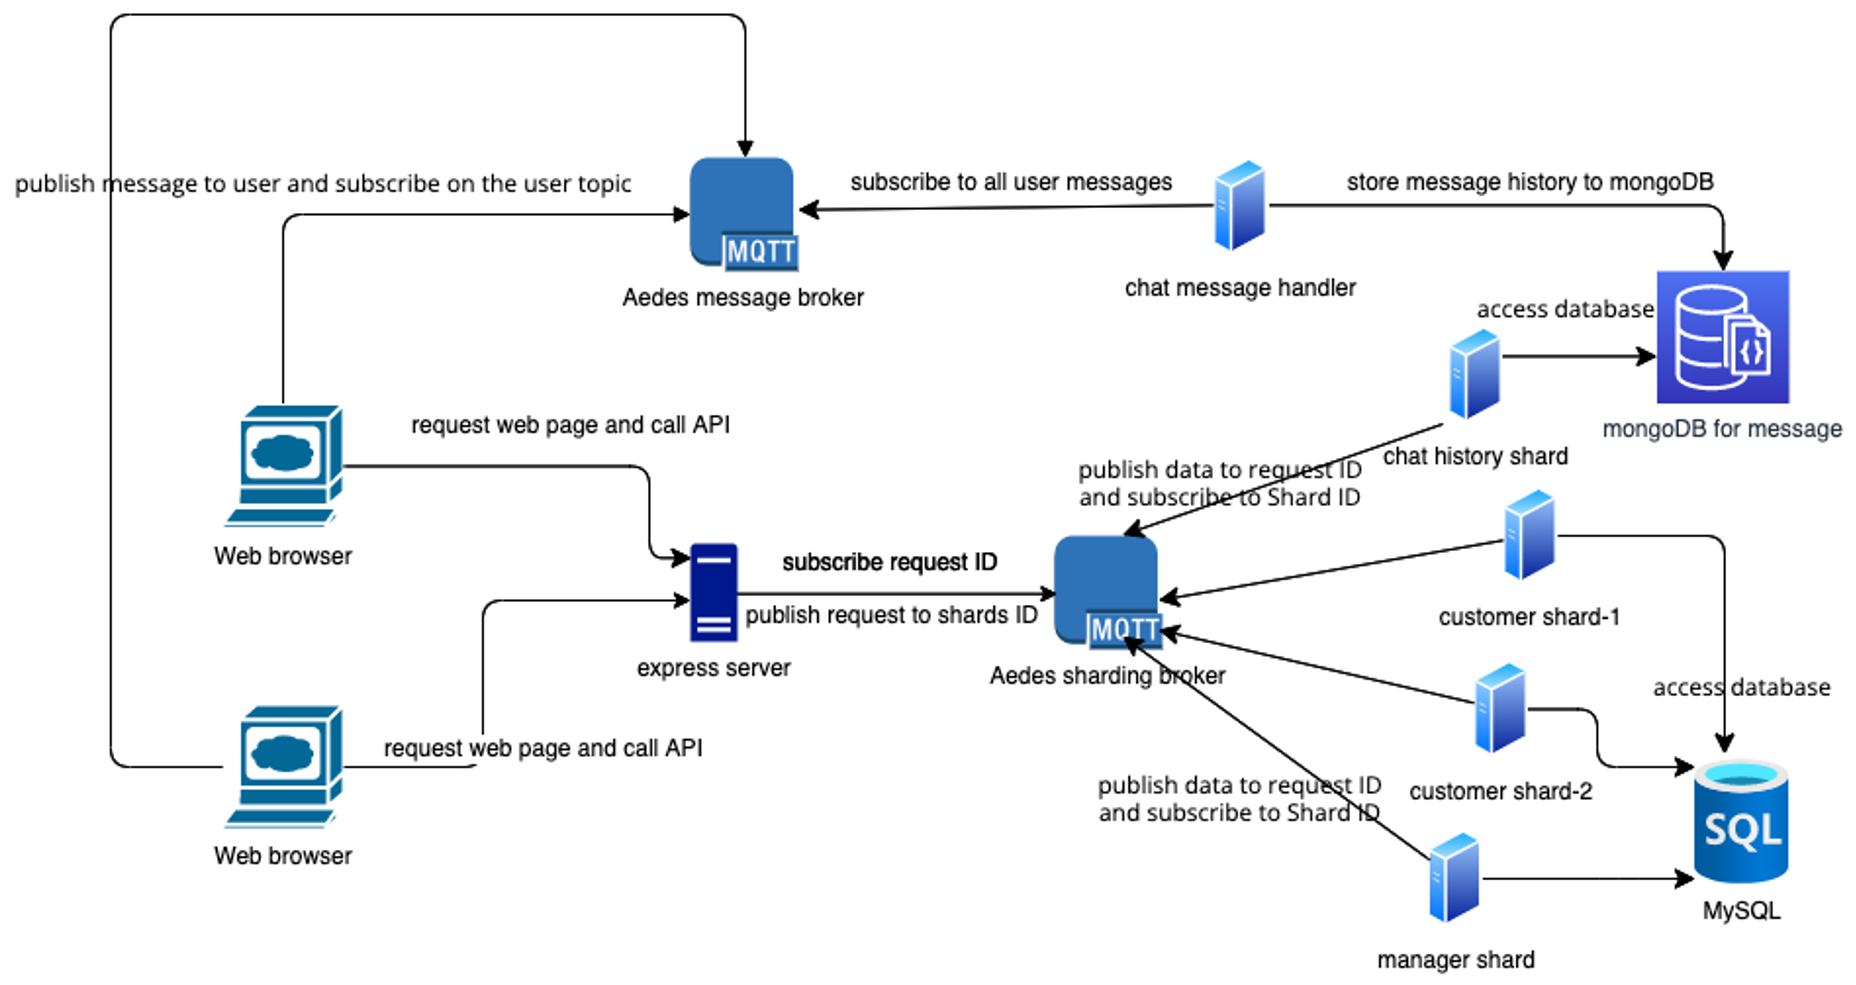 publish message to user and subscribe on the user topic
subscribe to all user messages
store message history to mongoDB
MQTT
Aedes message broker
chat message handler
access database
mongoDB for message
request web page and call API
chat history shard
publish data to request ID
and subscribe to Shard ID
Web browser
subscribe request ID
publish request to shards ID
MQTT
customer shard-1
express server
Aedes sharding broker
access database
request web page and call API
publish data to request ID
and subscribe to Shard ID
customer shard-2
SQL
Web browser
MySQL
manager shard